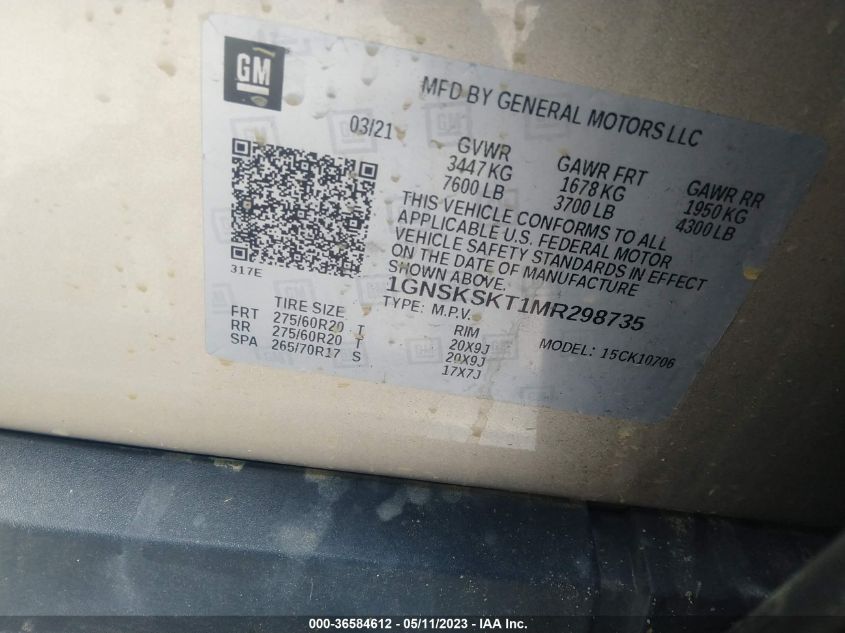 GM
MFD BY GENERAL MOTORS LLC
03/21
GVWR GAWR FRT GAWR RR
3447 KG 1678 KG 1950 KG
7600 LB 3700 LB 4300 LB
THIS VEHICLE CONFORMS TO ALL
APPLICABLE U.S. FEDERAL MOTOR
VEHICLE SAFETY STANDARDS IN EFFECT
ON THE DATE OF MANUFACTURE
SHOWN ABOVE.
317E
1GNSKSKT1MR298735
TYPE: M.P.V.
MODEL: 15CK10706
TIRE SIZE RIM
FRT 275/60R20 T 20X9J
RR 275/60R20 T 20X9J
SPA 265/70R17 S 17X7J
000-36584612 - 05/11/2023 - IAA Inc.